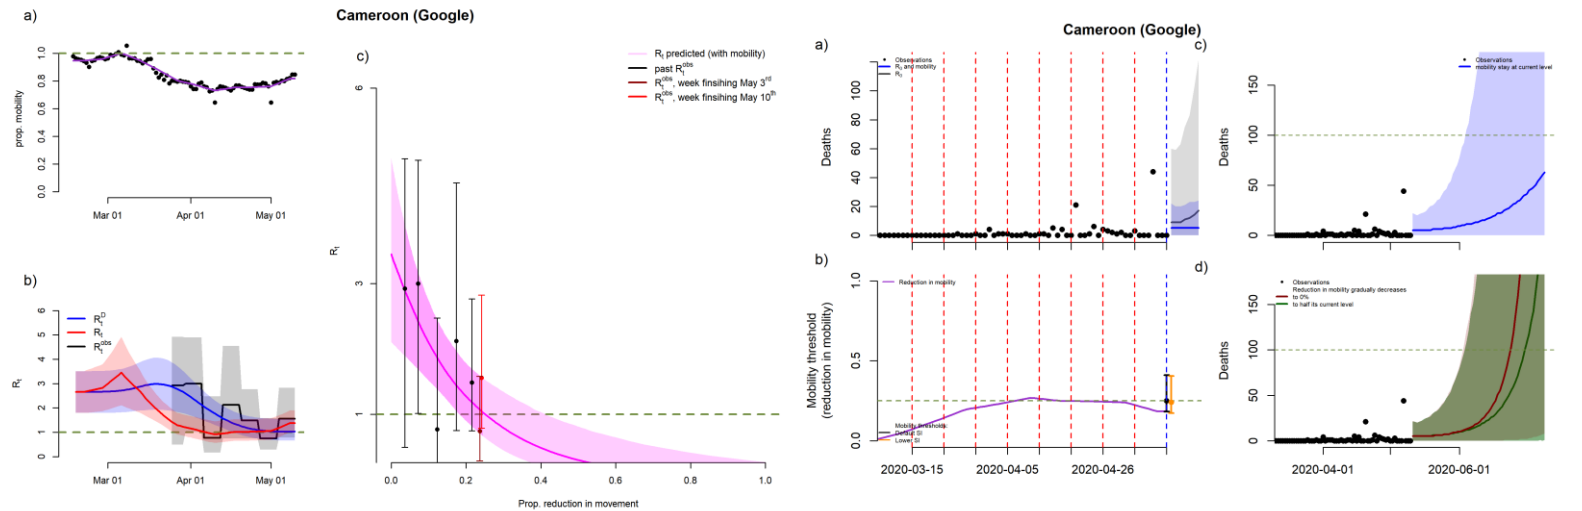 Cameroon (Google)
a)
prop. mobility
1.0
0.8
0.6
0.4
0.2
0.0
Mar 01
Apr 01
May 01
b)
R_t
6
5
4
3
2
1
0
R_t^D
R_t
R_t^obs
Mar 01
Apr 01
May 01
c)
R_t predicted (with mobility)
past R_t^obs
R_t^obs, week finsihing May 3rd
R_t^obs, week finsihing May 10th
R_t
6
3
1
0.0
0.2
0.4
0.6
0.8
1.0
Prop. reduction in movement
Cameroon (Google)
a)
Observations
R_0 and mobility
R_0
Deaths
100
80
60
40
20
0
b)
Reduction in mobility
Mobility threshold
(reduction in mobility)
1.0
0.5
0.0
Mobility thresholds:
Default SI
Lower SI
2020-03-15
2020-04-05
2020-04-26
c)
Observations
mobility stay at current level
Deaths
150
100
50
0
d)
Observations
Reduction in mobility gradually decreases
to 0%
to half its current level
Deaths
150
100
50
0
2020-04-01
2020-06-01